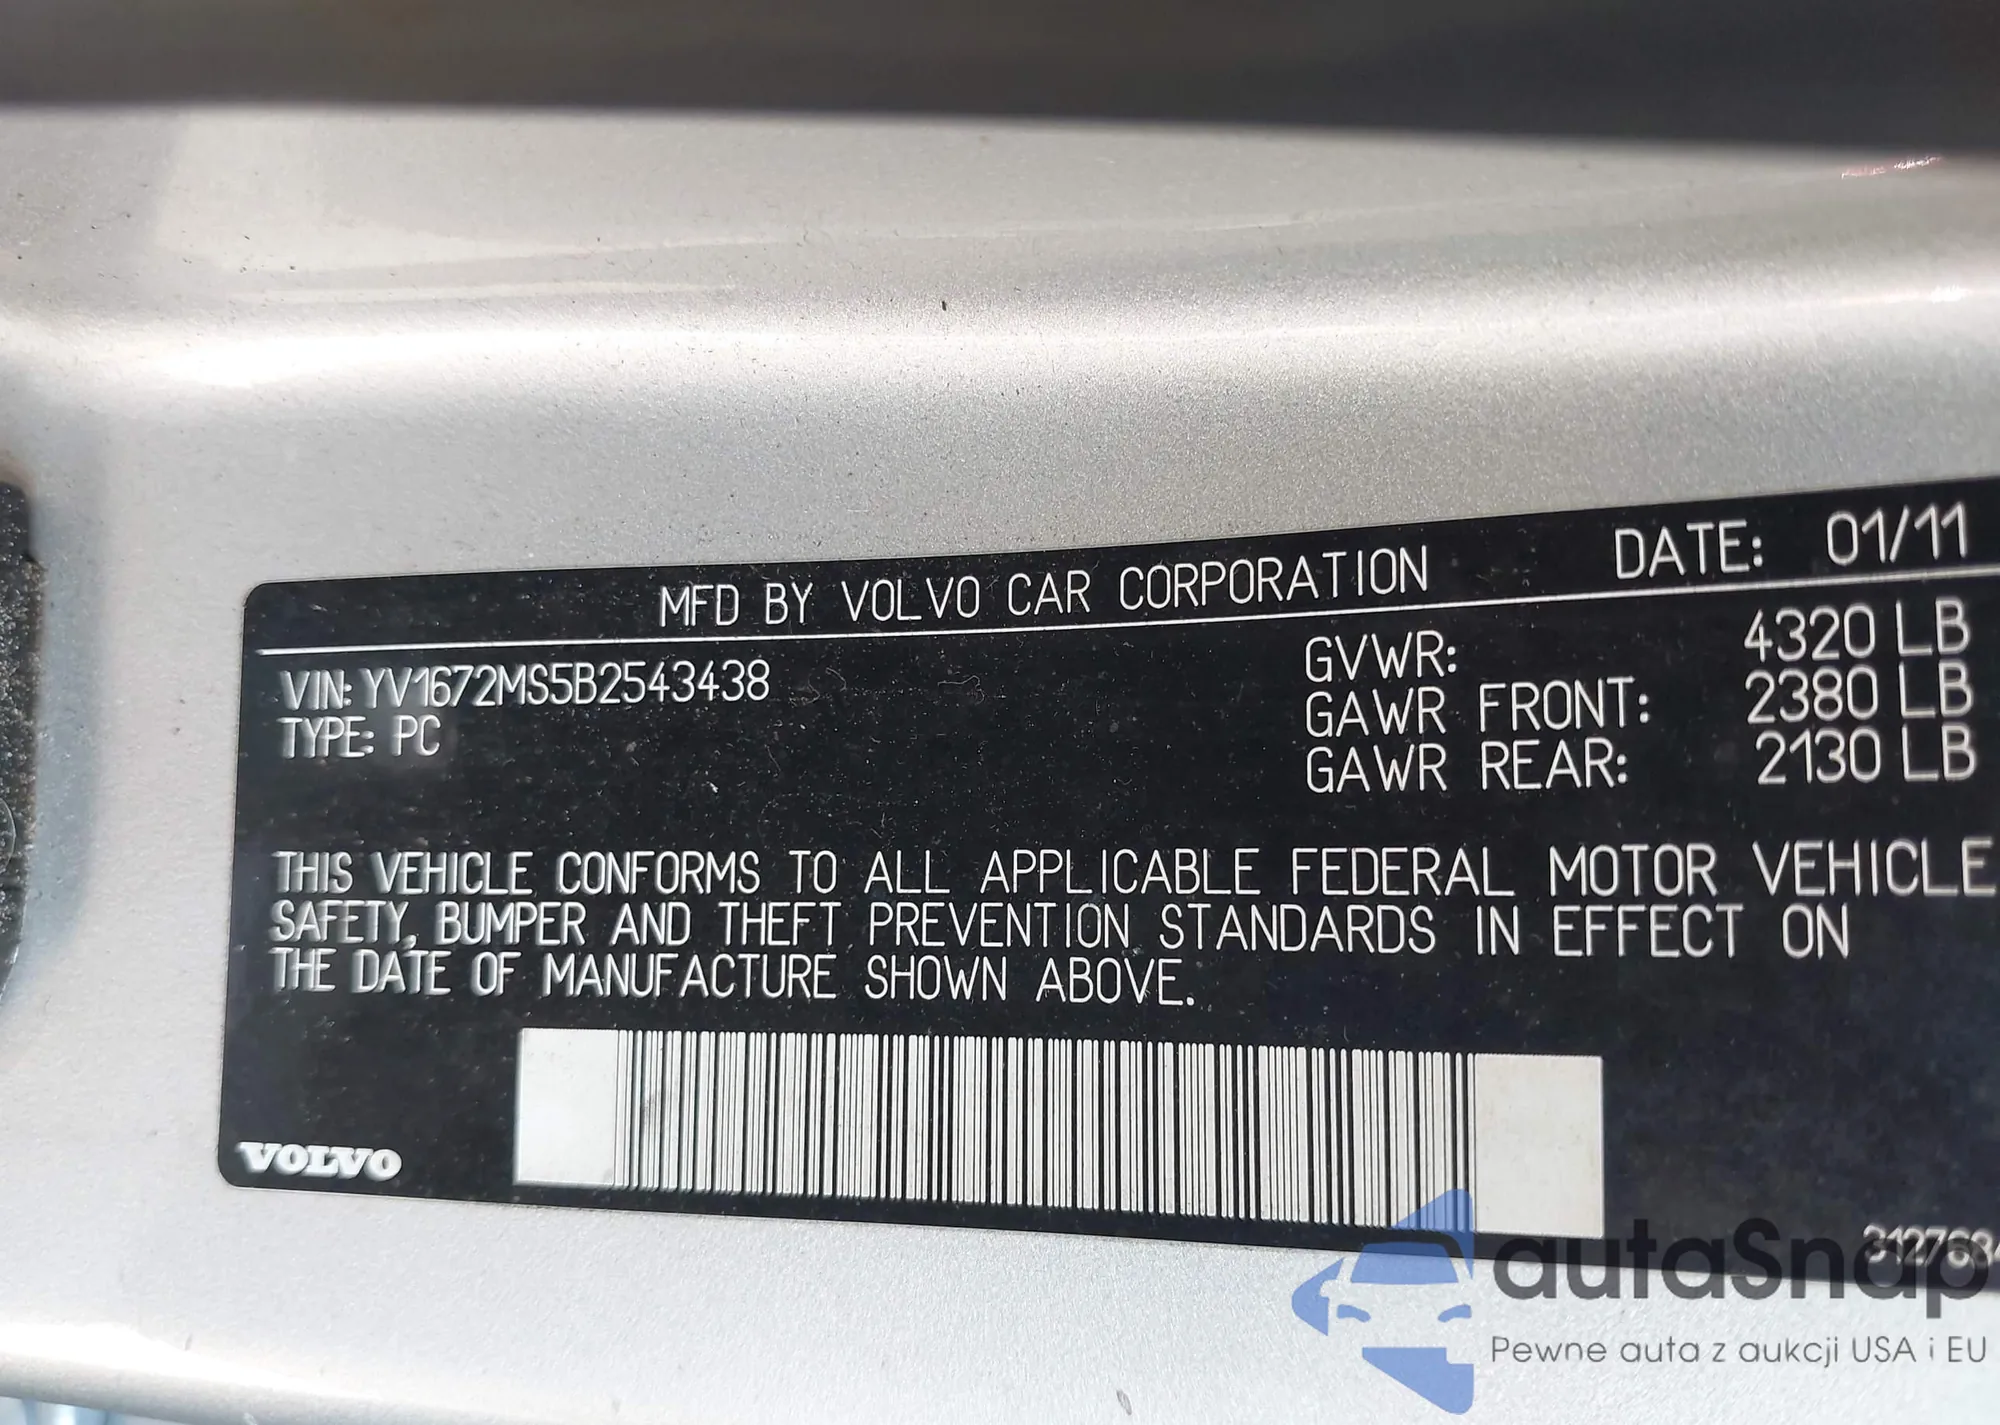 MFD BY VOLVO CAR CORPORATION DATE: 01/11
VIN: YV1672MS5B2543438
TYPE: PC
GVWR: 4320 LB
GAWR FRONT: 2380 LB
GAWR REAR: 2130 LB
THIS VEHICLE CONFORMS TO ALL APPLICABLE FEDERAL MOTOR VEHICLE
SAFETY, BUMPER AND THEFT PREVENTION STANDARDS IN EFFECT ON
THE DATE OF MANUFACTURE SHOWN ABOVE.
VOLVO
autaSnap
Pewne auta z aukcji USA i EU